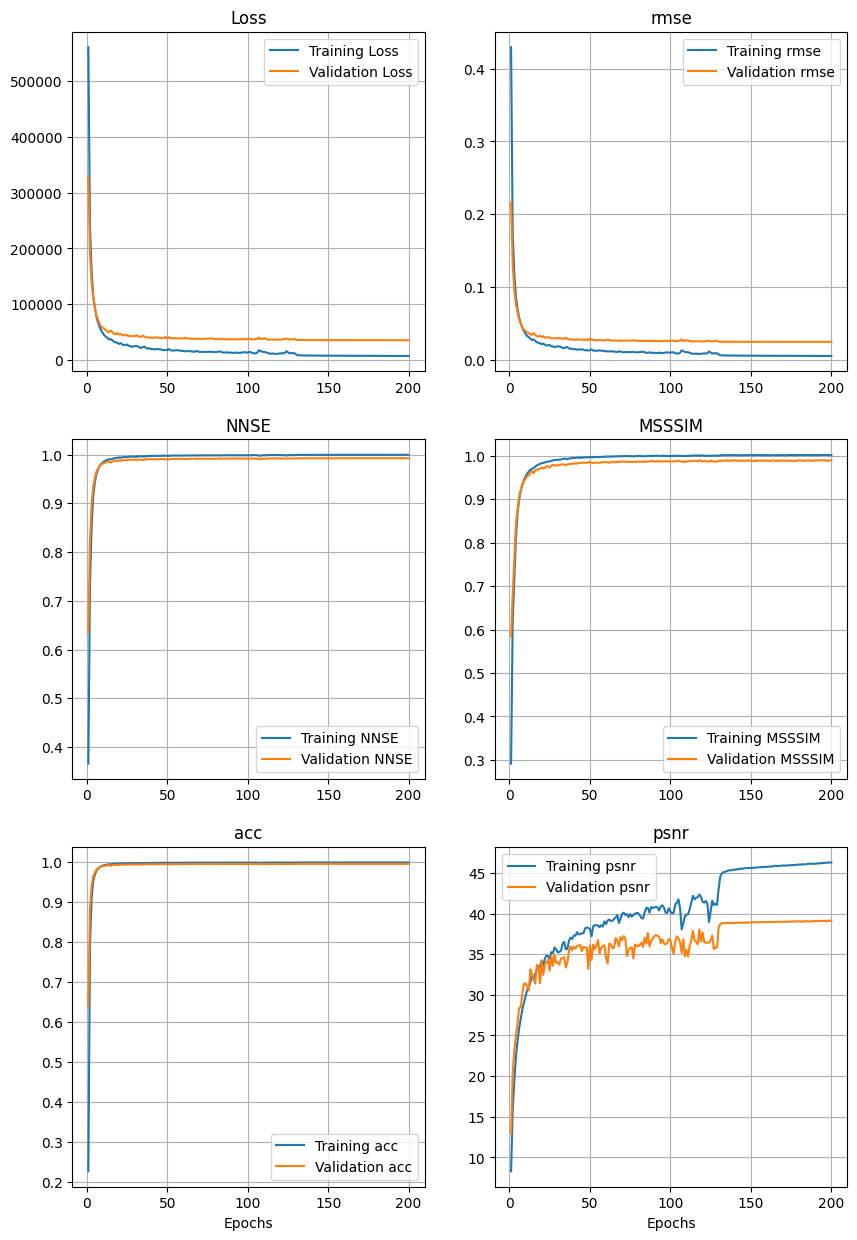 Loss
Training Loss
Validation Loss
500000
400000
300000
200000
100000
0
0 50 100 150 200
rmse
Training rmse
Validation rmse
0.4
0.3
0.2
0.1
0.0
0 50 100 150 200
NNSE
1.0
0.9
0.8
0.7
0.6
0.5
0.4
Training NNSE
Validation NNSE
0 50 100 150 200
MSSSIM
1.0
0.9
0.8
0.7
0.6
0.5
0.4
0.3
Training MSSSIM
Validation MSSSIM
0 50 100 150 200
acc
1.0
0.9
0.8
0.7
0.6
0.5
0.4
0.3
0.2
Training acc
Validation acc
0 50 100 150 200
Epochs
psnr
Training psnr
Validation psnr
45
40
35
30
25
20
15
10
0 50 100 150 200
Epochs